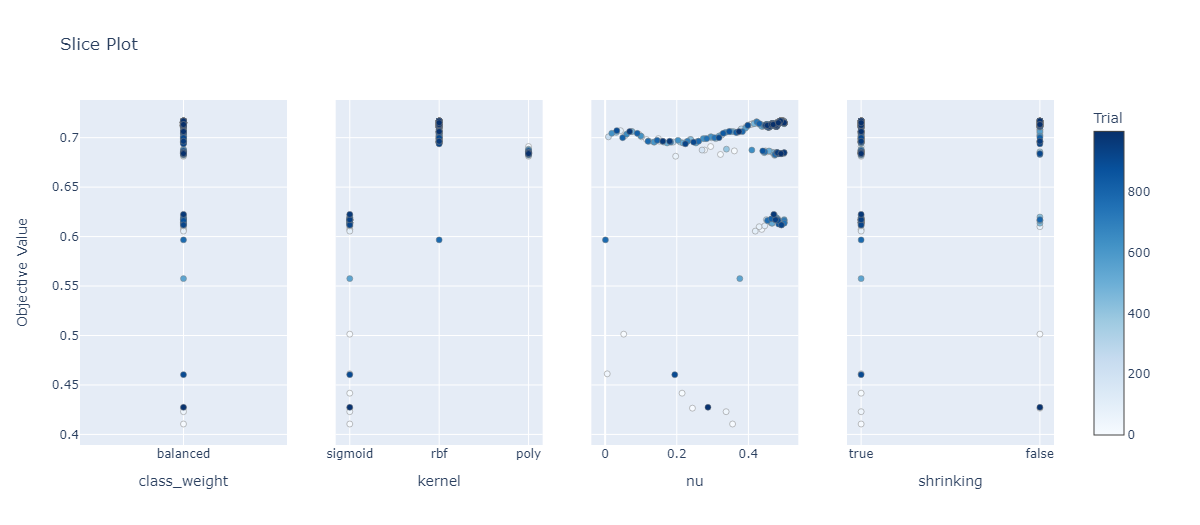 Slice Plot
Objective Value
0.7
0.65
0.6
0.55
0.5
0.45
0.4
balanced
class_weight
sigmoid rbf poly
kernel
0 0.2 0.4
nu
true false
shrinking
Trial
800
600
400
200
0